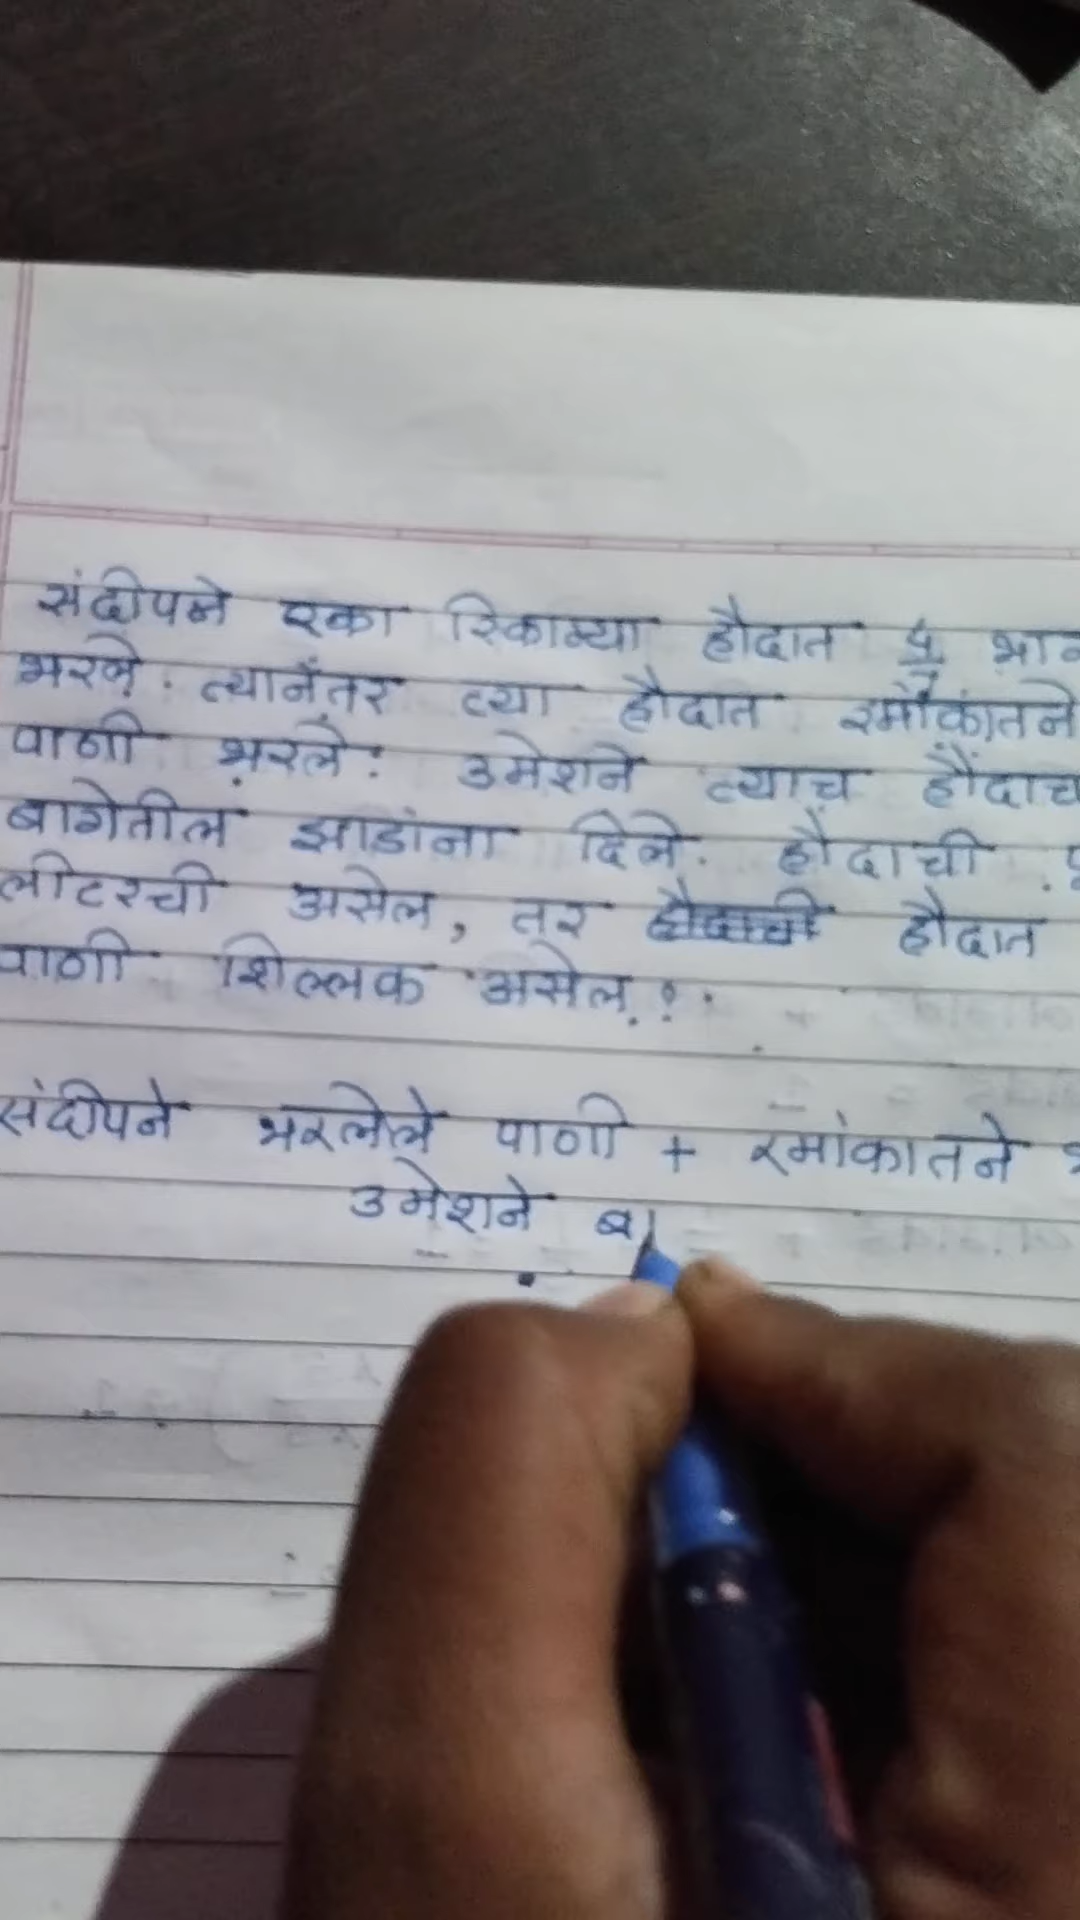 संदीपने एका रिकाम्या हौदात
भरले. त्यानंतर त्या हौदात रमाकांतने
पाणी भरले. उमेशने त्याच हौदाच
बागेतील झाडांना दिले. हौदाची
लीटरची असेल, तर हौदात
पाणी शिल्लक असेल?
संदीपने भरलेले पाणी + रमांकातने
उमेशने बा